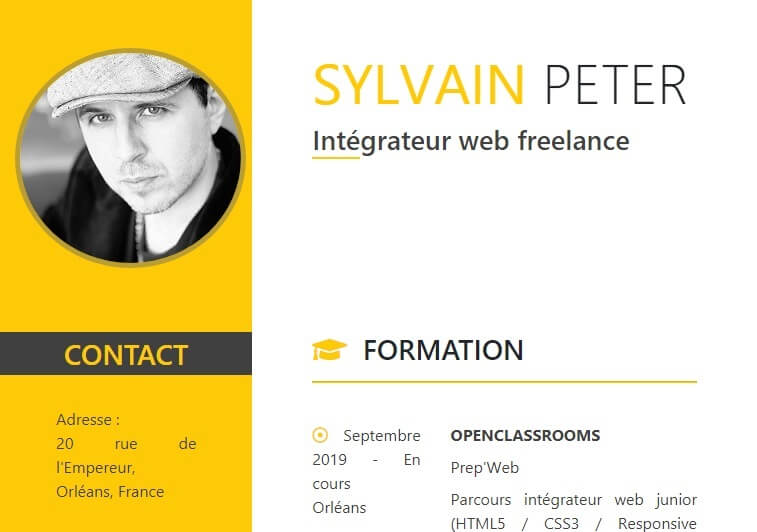 SYLVAIN PETER
Intégrateur web freelance
CONTACT
Adresse :
20 rue de
l'Empereur,
Orléans, France
FORMATION
Septembre
2019 - En
cours
Orléans
OPENCLASSROOMS
Prep'Web
Parcours intégrateur web junior
(HTML5 / CSS3 / Responsive